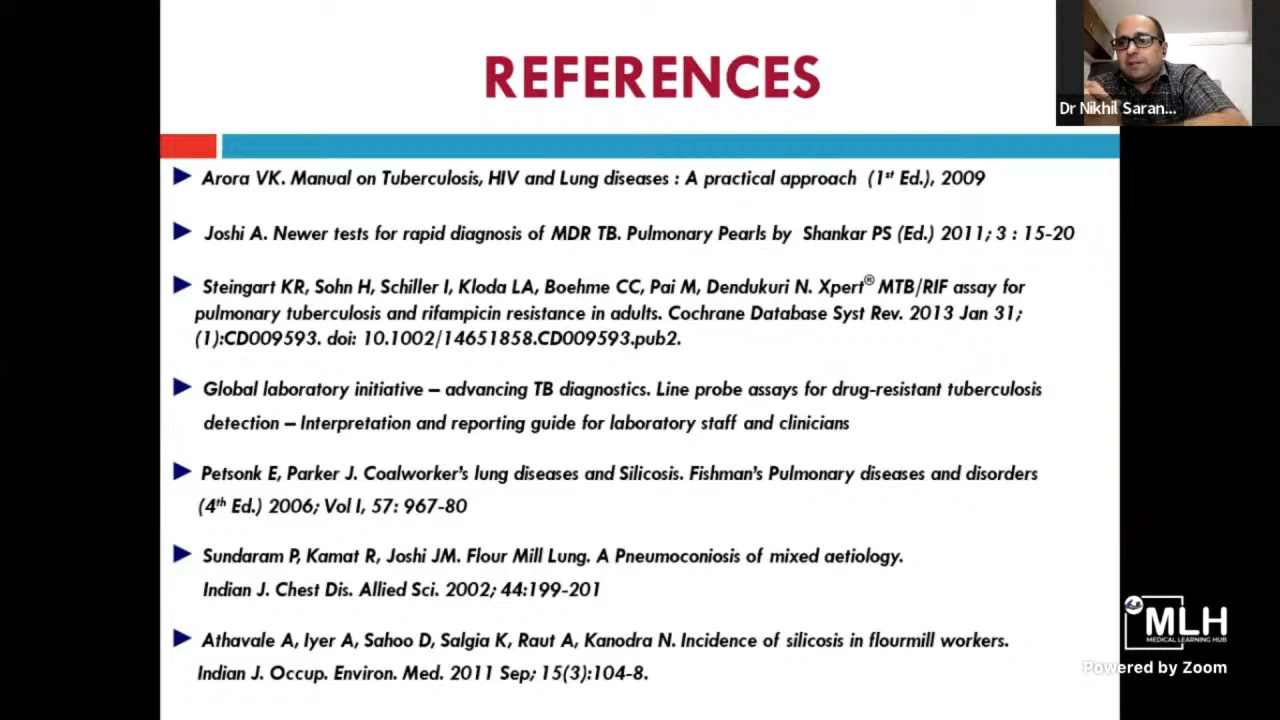 REFERENCES
Dr Nikhil Saran...
Arora VK. Manual on Tuberculosis, HIV and Lung diseases : A practical approach (1st Ed.), 2009
Joshi A. Newer tests for rapid diagnosis of MDR TB. Pulmonary Pearls by Shankar PS (Ed.) 2011; 3 : 15-20
Steingart KR, Sohn H, Schiller I, Kloda LA, Boehme CC, Pai M, Dendukuri N. Xpert® MTB/RIF assay for
pulmonary tuberculosis and rifampicin resistance in adults. Cochrane Database Syst Rev. 2013 Jan 31;
(1):CD009593. doi: 10.1002/14651858.CD009593.pub2.
Global laboratory initiative – advancing TB diagnostics. Line probe assays for drug-resistant tuberculosis
detection – Interpretation and reporting guide for laboratory staff and clinicians
Petsonk E, Parker J. Coalworker's lung diseases and Silicosis. Fishman's Pulmonary diseases and disorders
(4th Ed.) 2006; Vol I, 57: 967-80
Sundaram P, Kamat R, Joshi JM. Flour Mill Lung. A Pneumoconiosis of mixed aetiology.
Indian J. Chest Dis. Allied Sci. 2002; 44:199-201
Athavale A, Iyer A, Sahoo D, Salgia K, Raut A, Kanodra N. Incidence of silicosis in flourmill workers.
Indian J. Occup. Environ. Med. 2011 Sep; 15(3):104-8.
MLH
MEDICAL LEARNING HUB
Powered by Zoom